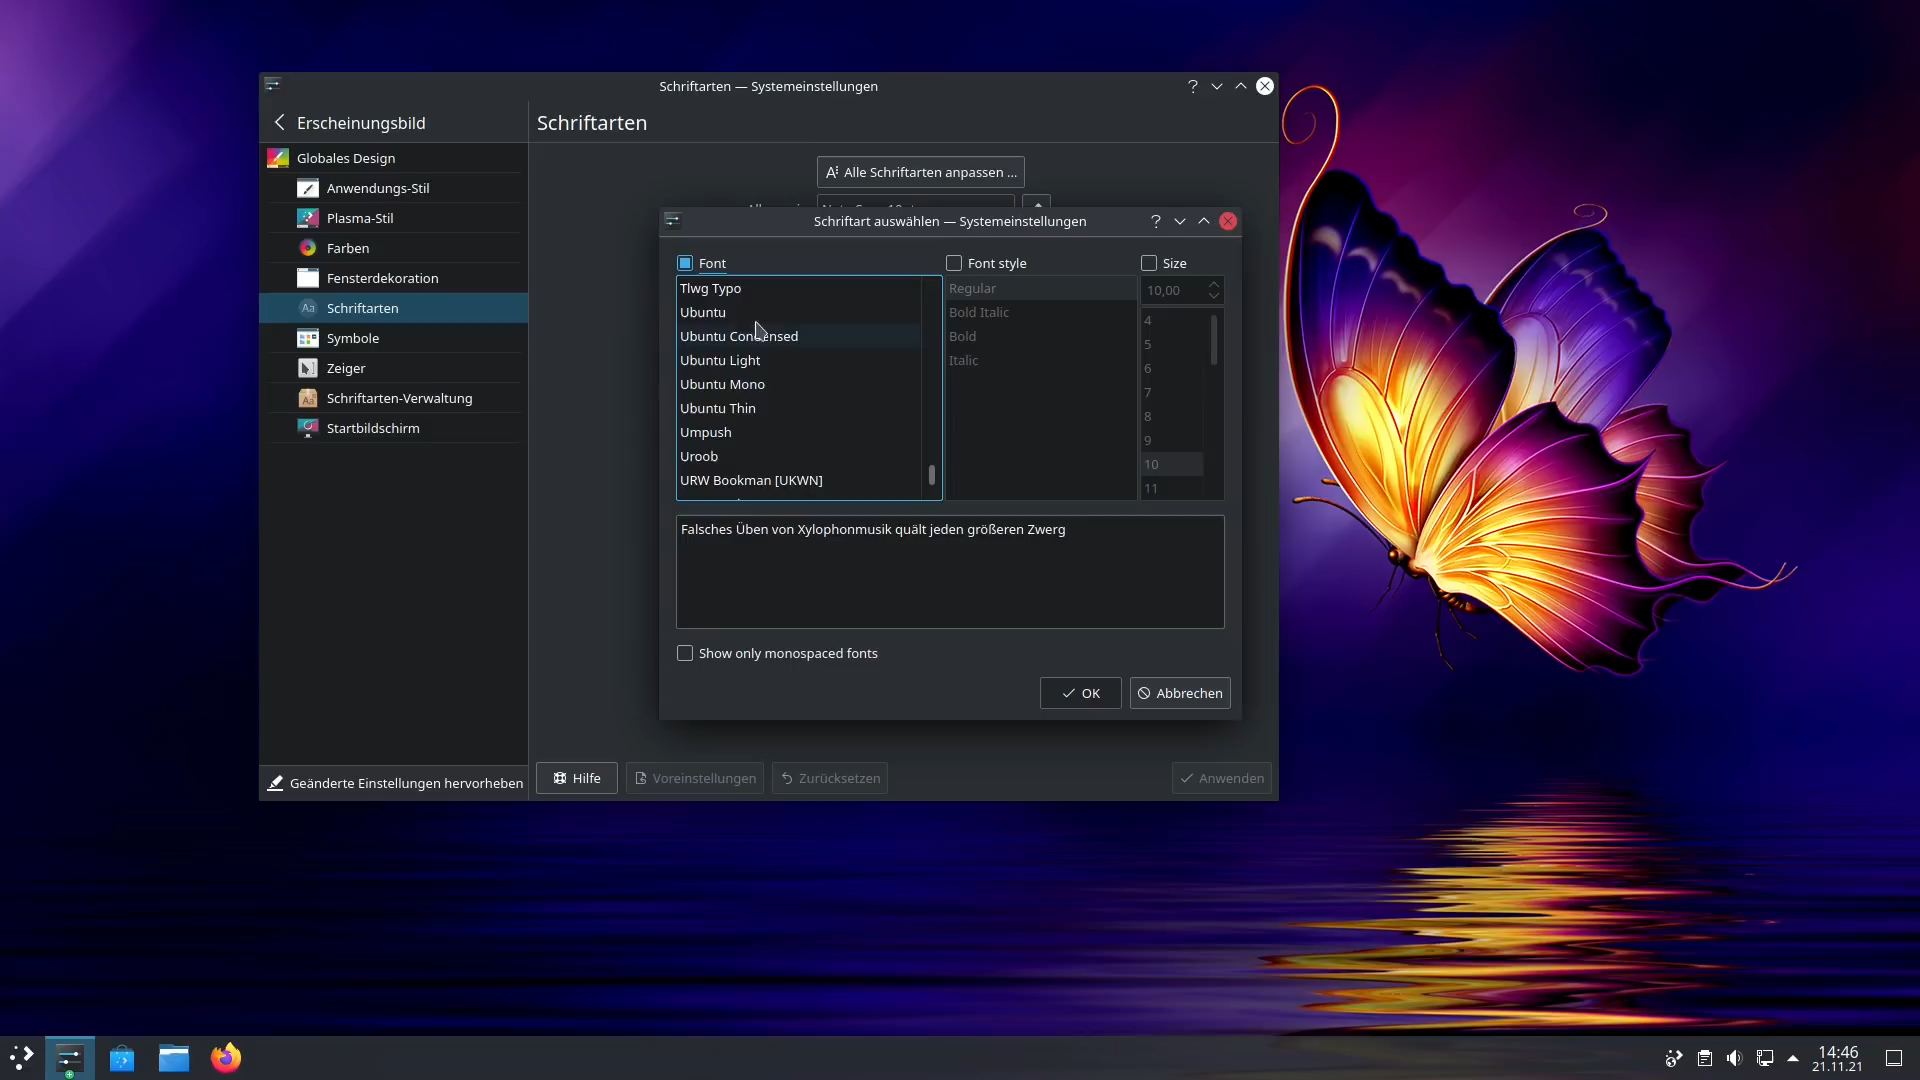 Schriftarten — Systemeinstellungen
Erscheinungsbild
Schriftarten
Globales Design
Anwendungs-Stil
Plasma-Stil
Farben
Fensterdekoration
Schriftarten
Symbole
Zeiger
Schriftarten-Verwaltung
Startbildschirm
Geänderte Einstellungen hervorheben
Alle Schriftarten anpassen ...
Schriftart auswählen — Systemeinstellungen
Font
Font style
Size
Tlwg Typo
Ubuntu
Ubuntu Condensed
Ubuntu Light
Ubuntu Mono
Ubuntu Thin
Umpush
Uroob
URW Bookman [UKWN]
Regular
Bold Italic
Bold
Italic
10,00
4
5
6
7
8
9
10
11
Falsches Üben von Xylophonmusik quält jeden größeren Zwerg
Show only monospaced fonts
OK
Abbrechen
Hilfe
Voreinstellungen
Zurücksetzen
Anwenden
14:46
21.11.21